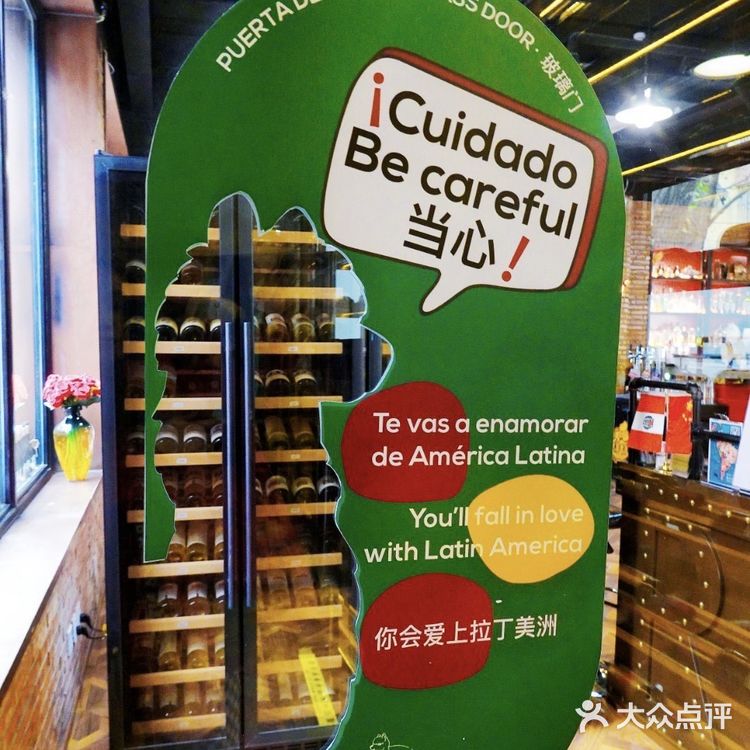 PUERTA DE
SS DOOR · 玻璃门
¡Cuidado
Be careful
当心!
Te vas a enamorar
de América Latina
You'll fall in love
with Latin America
你会爱上拉丁美洲
大众点评